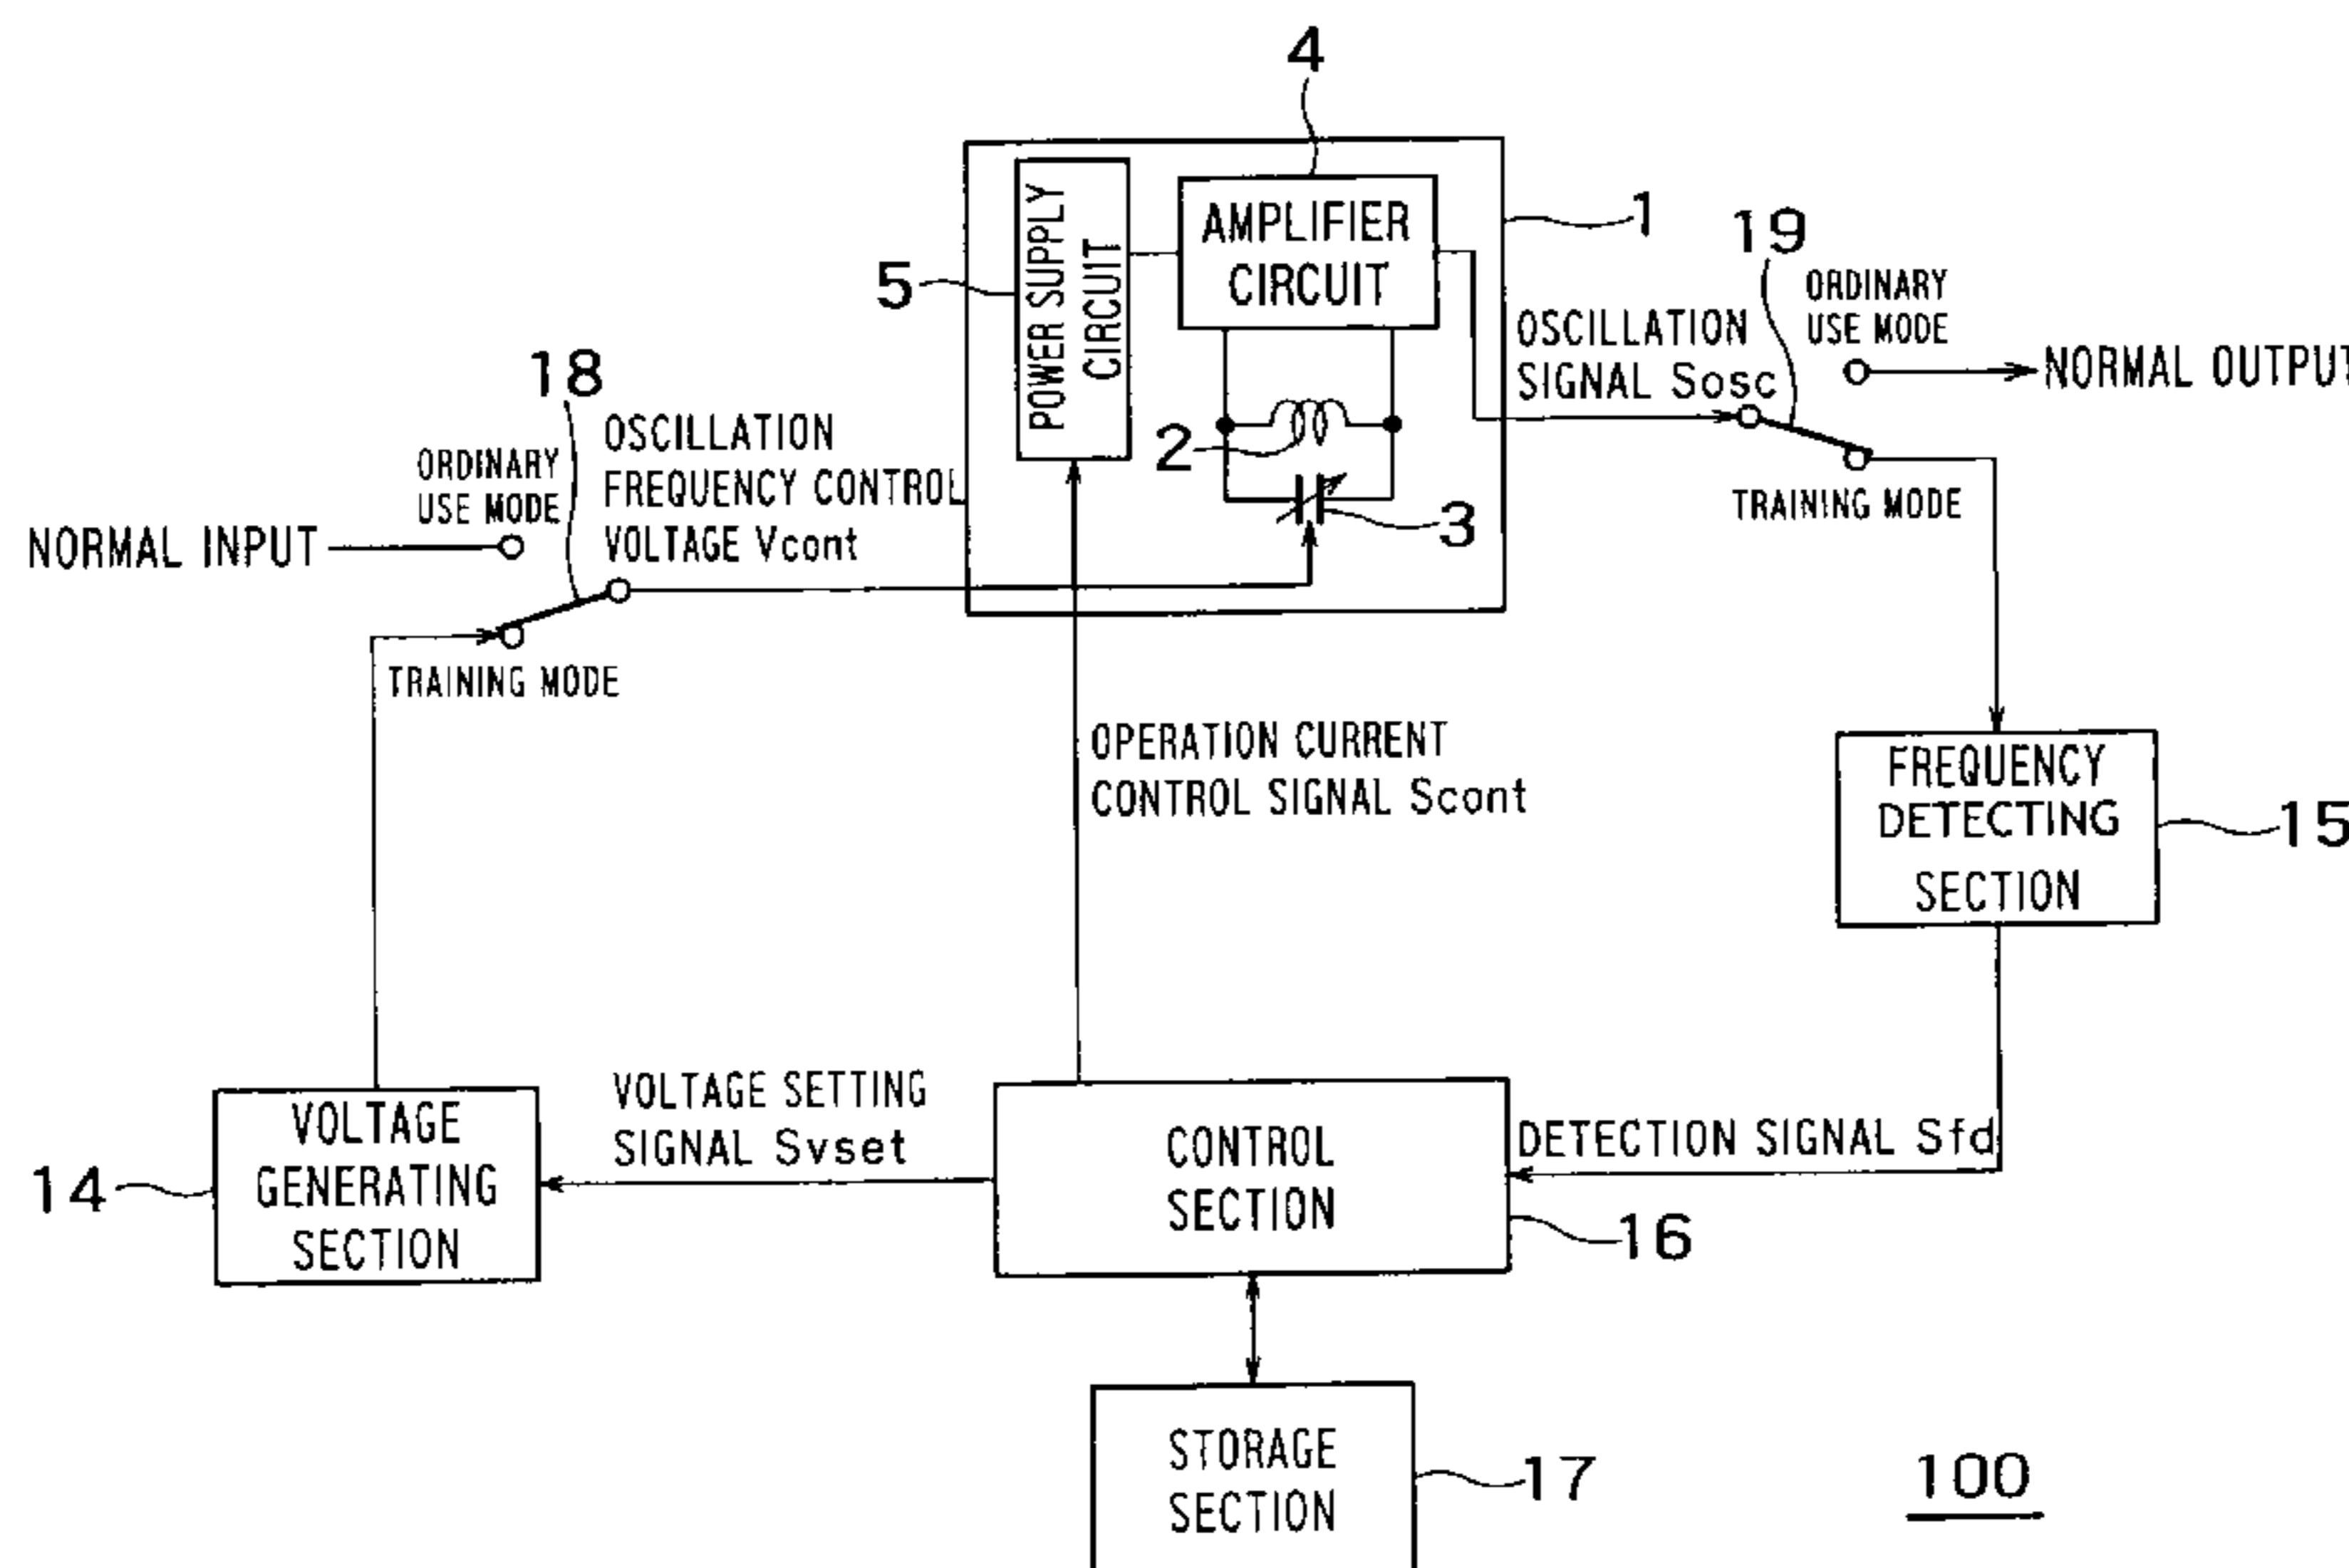 4
POWER SUPPLY
CIRCUIT
AMPLIFIER
CIRCUIT
1
19
5
ORDINARY
USE MODE
OSCILLATION
SIGNAL Sosc
NORMAL OUTPUT
18
ORDINARY
USE MODE
OSCILLATION
FREQUENCY CONTROL
VOLTAGE Vcont
2
3
TRAINING MODE
NORMAL INPUT
TRAINING MODE
OPERATION CURRENT
CONTROL SIGNAL Scont
FREQUENCY
DETECTING
SECTION
15
VOLTAGE SETTING
SIGNAL Svset
VOLTAGE
GENERATING
SECTION
14
CONTROL
SECTION
DETECTION SIGNAL Sfd
16
STORAGE
SECTION
17
100